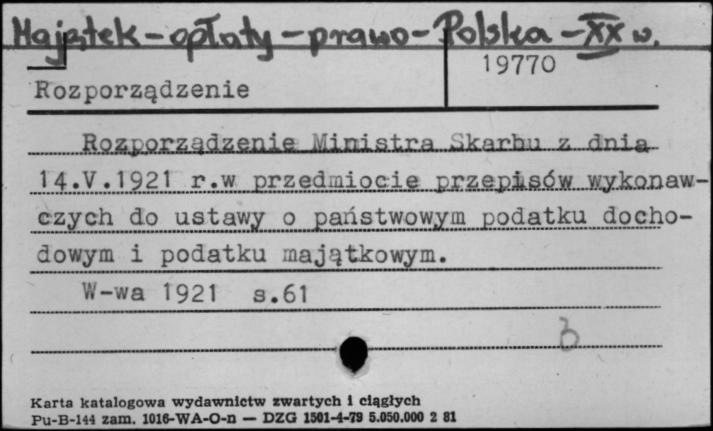 Majątek – opłaty – prawo – Polska – XX w.
19770
Rozporządzenie
Rozporządzenie Ministra Skarbu z dnia
14.V.1921 r.w przedmiocie przepisów wykonaw-
czych do ustawy o państwowym podatku docho-
dowym i podatku majątkowym.
W-wa 1921 s.61
Karta katalogowa wydawnictw zwartych i ciągłych
Pu-B-144 zam. 1016-WA-O-n — DZG 1501-4-79 5.050.000 2 81